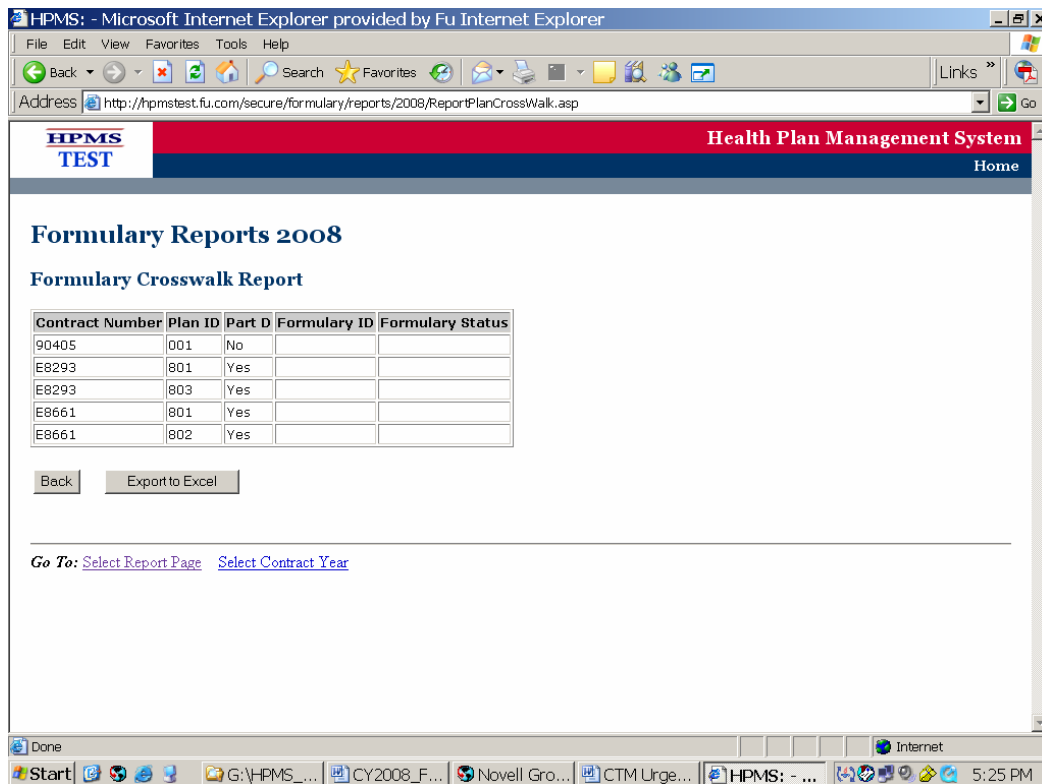 HPMS: - Microsoft Internet Explorer provided by Fu Internet Explorer
File Edit View Favorites Tools Help
Back Search Favorites Links »
Address http://hpmstest.fu.com/secure/formulary/reports/2008/ReportPlanCrossWalk.asp Go
HPMS
TEST
Health Plan Management System
Home
Formulary Reports 2008
Formulary Crosswalk Report
Contract Number Plan ID Part D Formulary ID Formulary Status
90405 001 No
E8293 801 Yes
E8293 803 Yes
E8661 801 Yes
E8661 802 Yes
Back Export to Excel
Go To: Select Report Page Select Contract Year
Done Internet
Start G:\HPMS_... CY2008_F... Novell Gro... CTM Urge... HPMS: - ... 5:25 PM